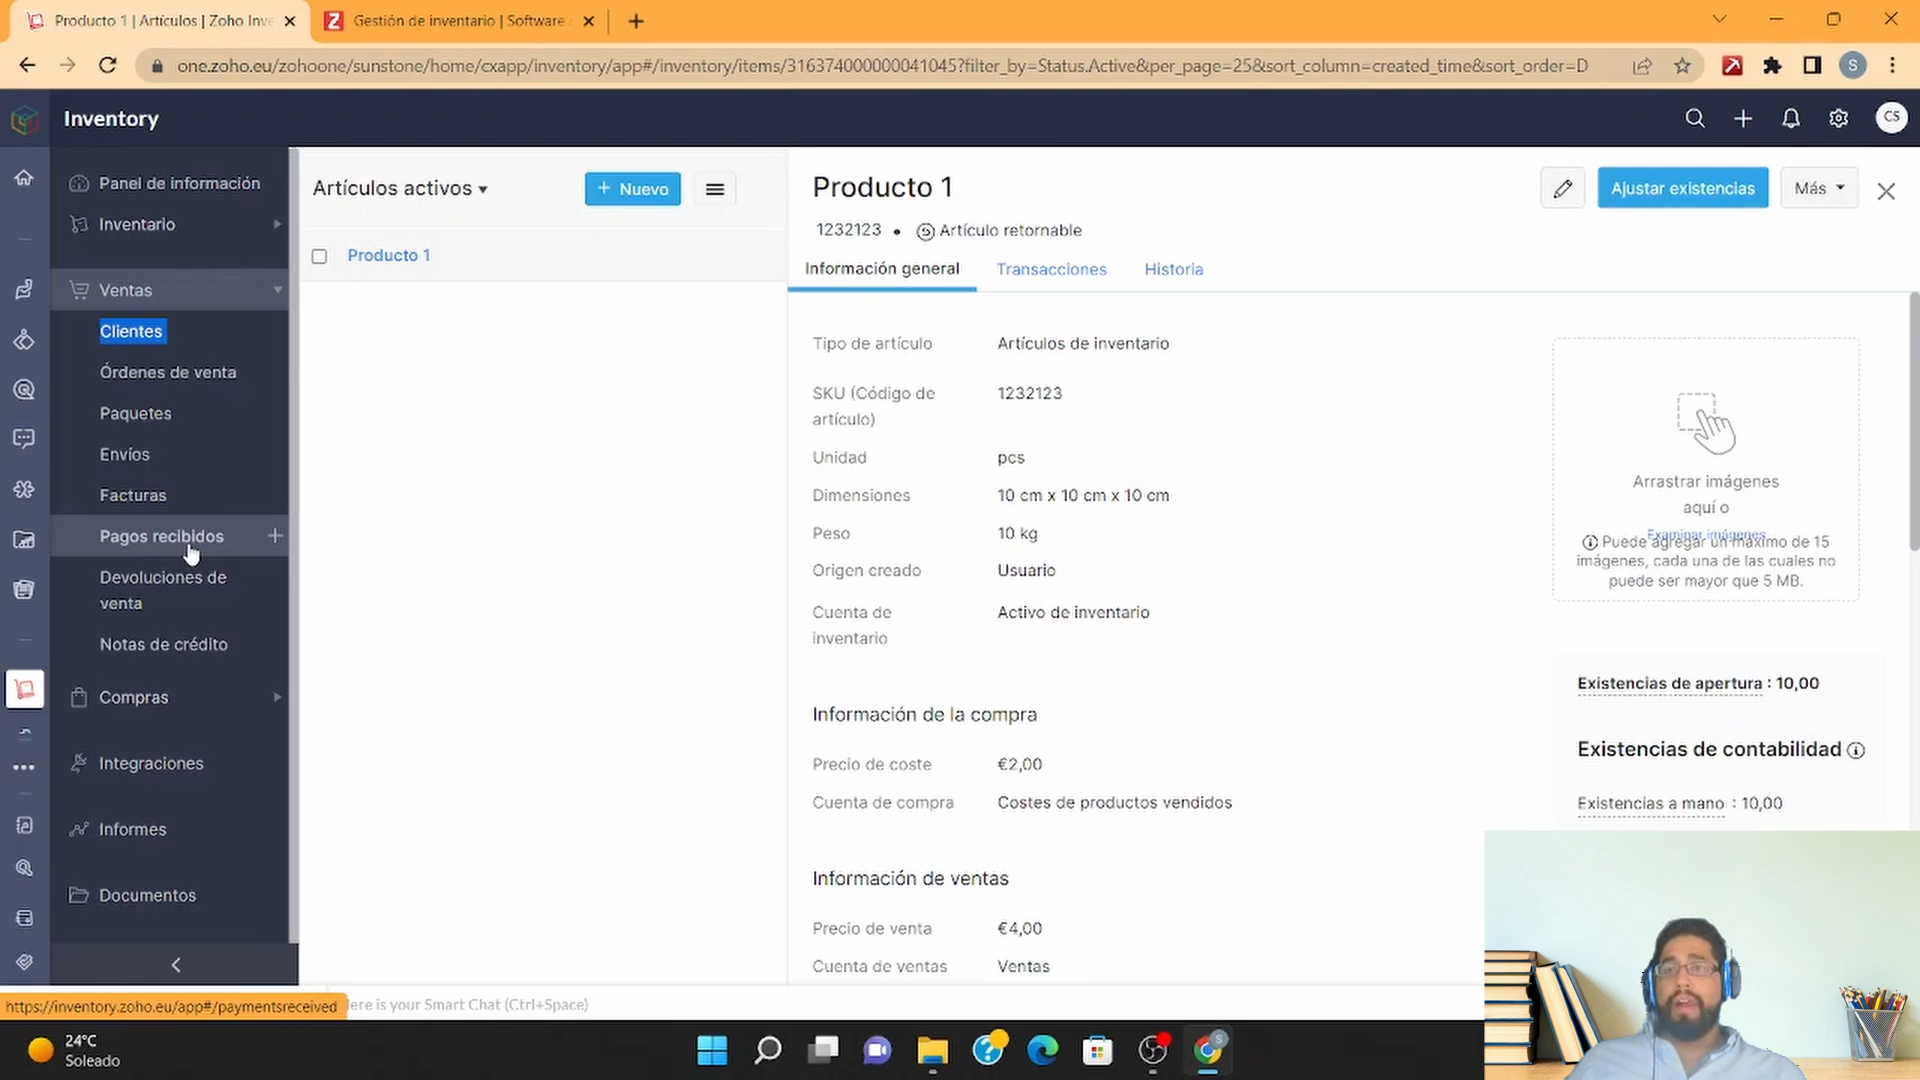 Producto 1 | Artículos | Zoho Inve
Gestión de inventario | Software
one.zoho.eu/zohoone/sunstone/home/cxapp/inventory/app#/inventory/items/316374000000041045?filter_by=Status.Active&per_page=25&sort_column=created_time&sort_order=D
S
Inventory
CS
Panel de información
Inventario
Ventas
Clientes
Órdenes de venta
Paquetes
Envíos
Facturas
Pagos recibidos
Devoluciones de
venta
Notas de crédito
Compras
Integraciones
Informes
Documentos
Artículos activos
+ Nuevo
Producto 1
Producto 1
Ajustar existencias
Más
1232123 • Artículo retornable
Información general
Transacciones
Historia
Tipo de artículo
Artículos de inventario
SKU (Código de
artículo)
1232123
Unidad
pcs
Dimensiones
10 cm x 10 cm x 10 cm
Peso
10 kg
Origen creado
Usuario
Cuenta de
inventario
Activo de inventario
Información de la compra
Precio de coste
€2,00
Cuenta de compra
Costes de productos vendidos
Información de ventas
Precio de venta
€4,00
Cuenta de ventas
Ventas
Arrastrar imágenes
aquí o
Examinar imágenes
Puede agregar un máximo de 15
imágenes, cada una de las cuales no
puede ser mayor que 5 MB.
Existencias de apertura : 10,00
Existencias de contabilidad
Existencias a mano : 10,00
https://inventory.zoho.eu/app#/paymentsreceived
ere is your Smart Chat (Ctrl+Space)
24°C
Soleado